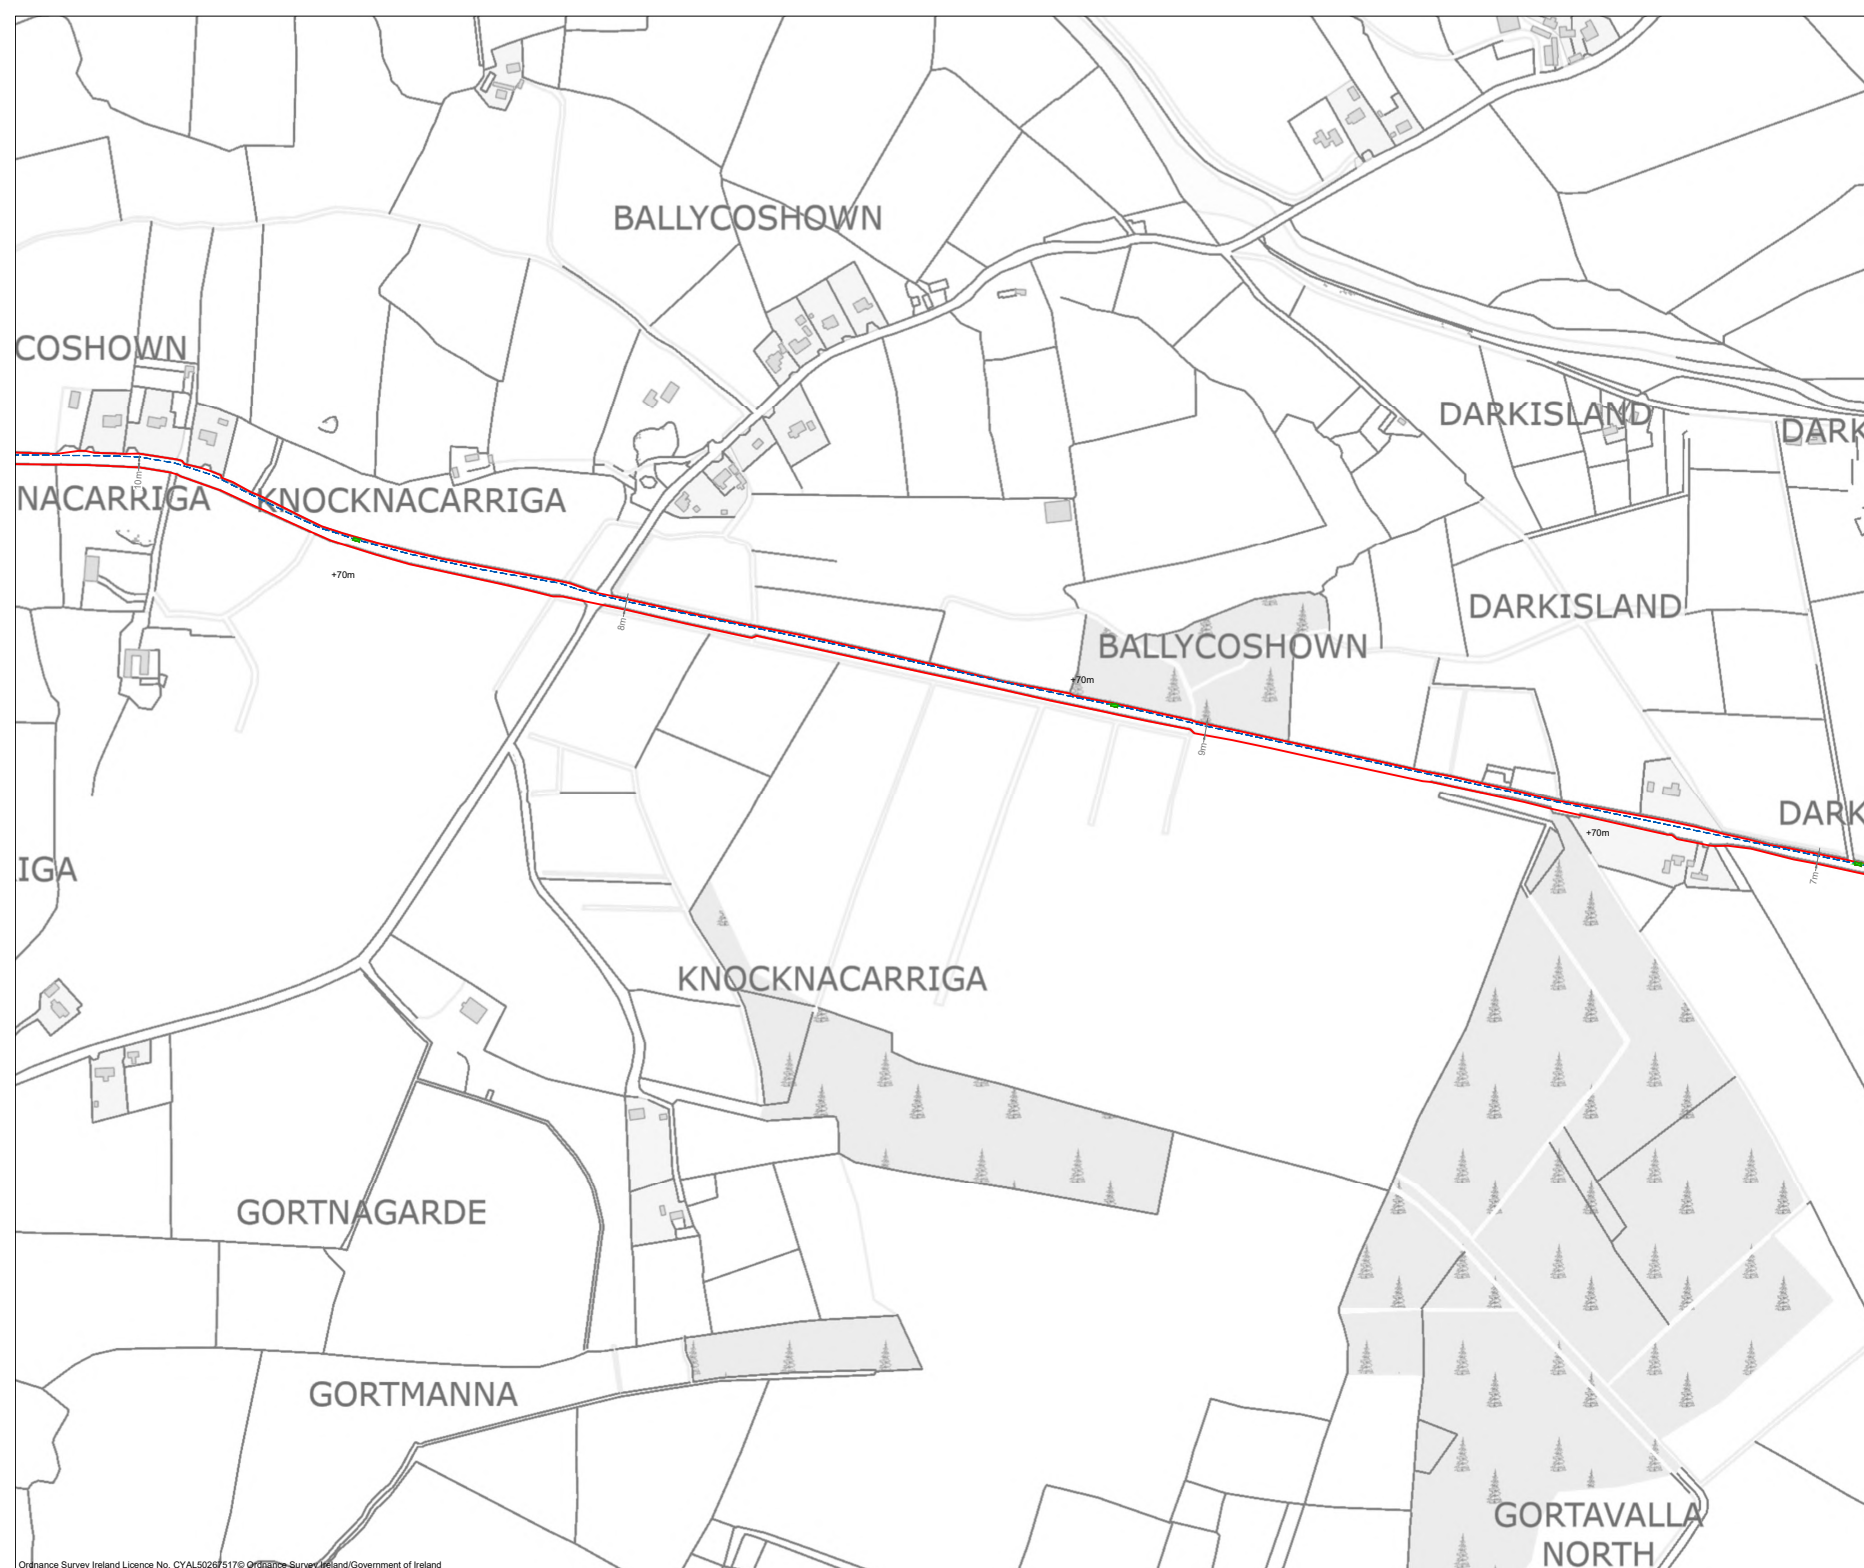 BALLYCOSHOWN
COSHOWN
DARKISLAND
DARK
NACARRIGA
KNOCKNACARRIGA
10m
+70m
8m
DARKISLAND
BALLYCOSHOWN
+70m
9m
DARK
+70m
7m
IGA
KNOCKNACARRIGA
GORTNAGARDE
GORTMANNA
GORTAVALLA
NORTH
Ordnance Survey Ireland Licence No. CYAL50267517© Ordnance Survey Ireland/Government of Ireland